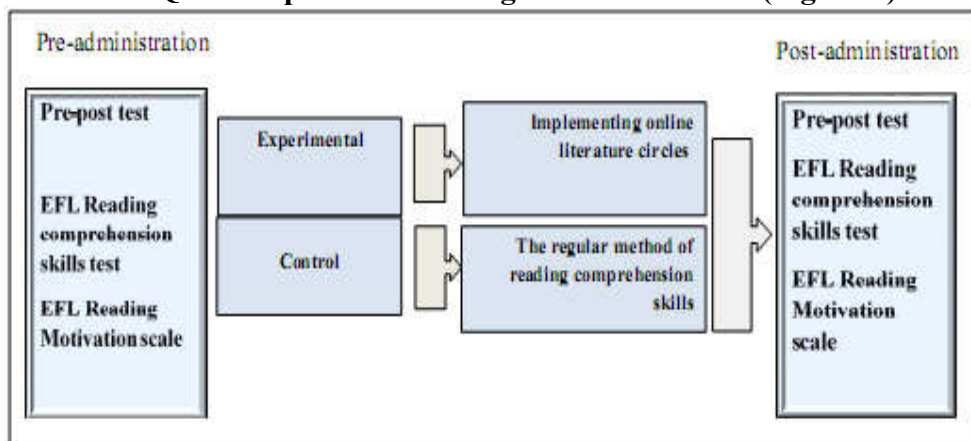 Pre-administration
Post-administration
Pre-post test
EFL Reading
comprehension
skills test
EFL Reading
Motivation scale
Experimental
Control
Implementing online
literature circles
The regular method of
reading comprehension
skills
Pre-post test
EFL Reading
comprehension
skills test
EFL Reading
Motivation
scale